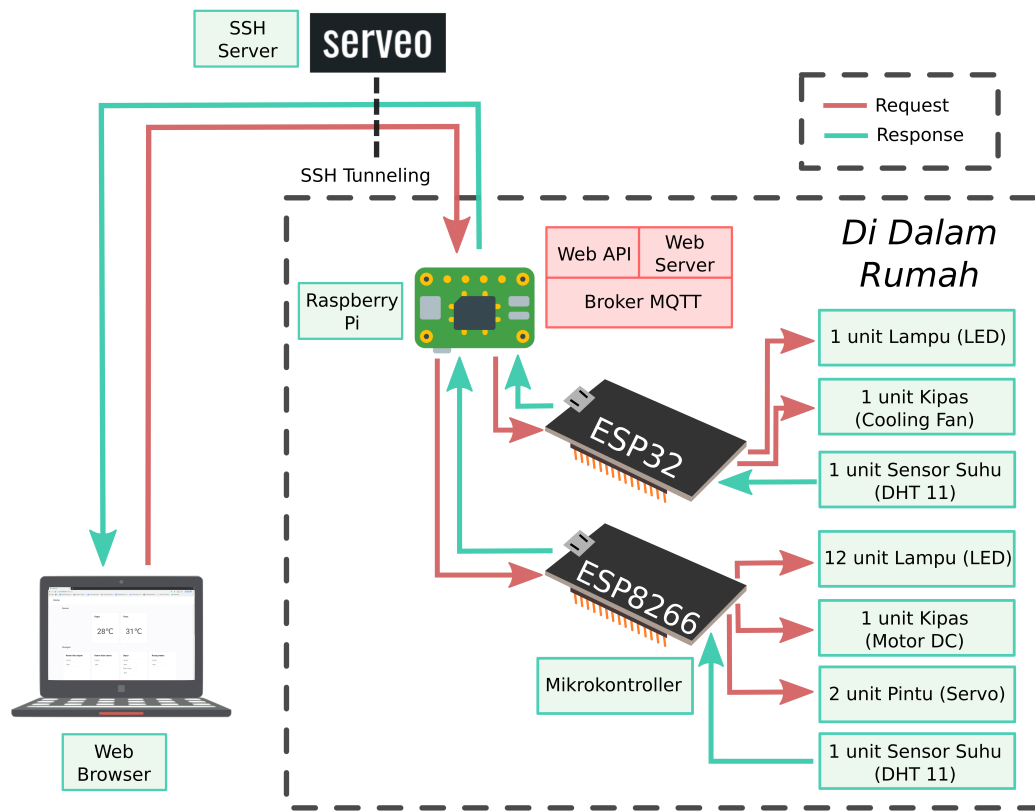 SSH
Server
serveo
Request
Response
SSH Tunneling
Di Dalam
Rumah
Web API
Web
Server
Broker MQTT
Raspberry
Pi
1 unit Lampu (LED)
1 unit Kipas
(Cooling Fan)
ESP32
1 unit Sensor Suhu
(DHT 11)
12 unit Lampu (LED)
ESP8266
1 unit Kipas
(Motor DC)
28°C
31°C
Mikrokontroller
2 unit Pintu (Servo)
Web
Browser
1 unit Sensor Suhu
(DHT 11)